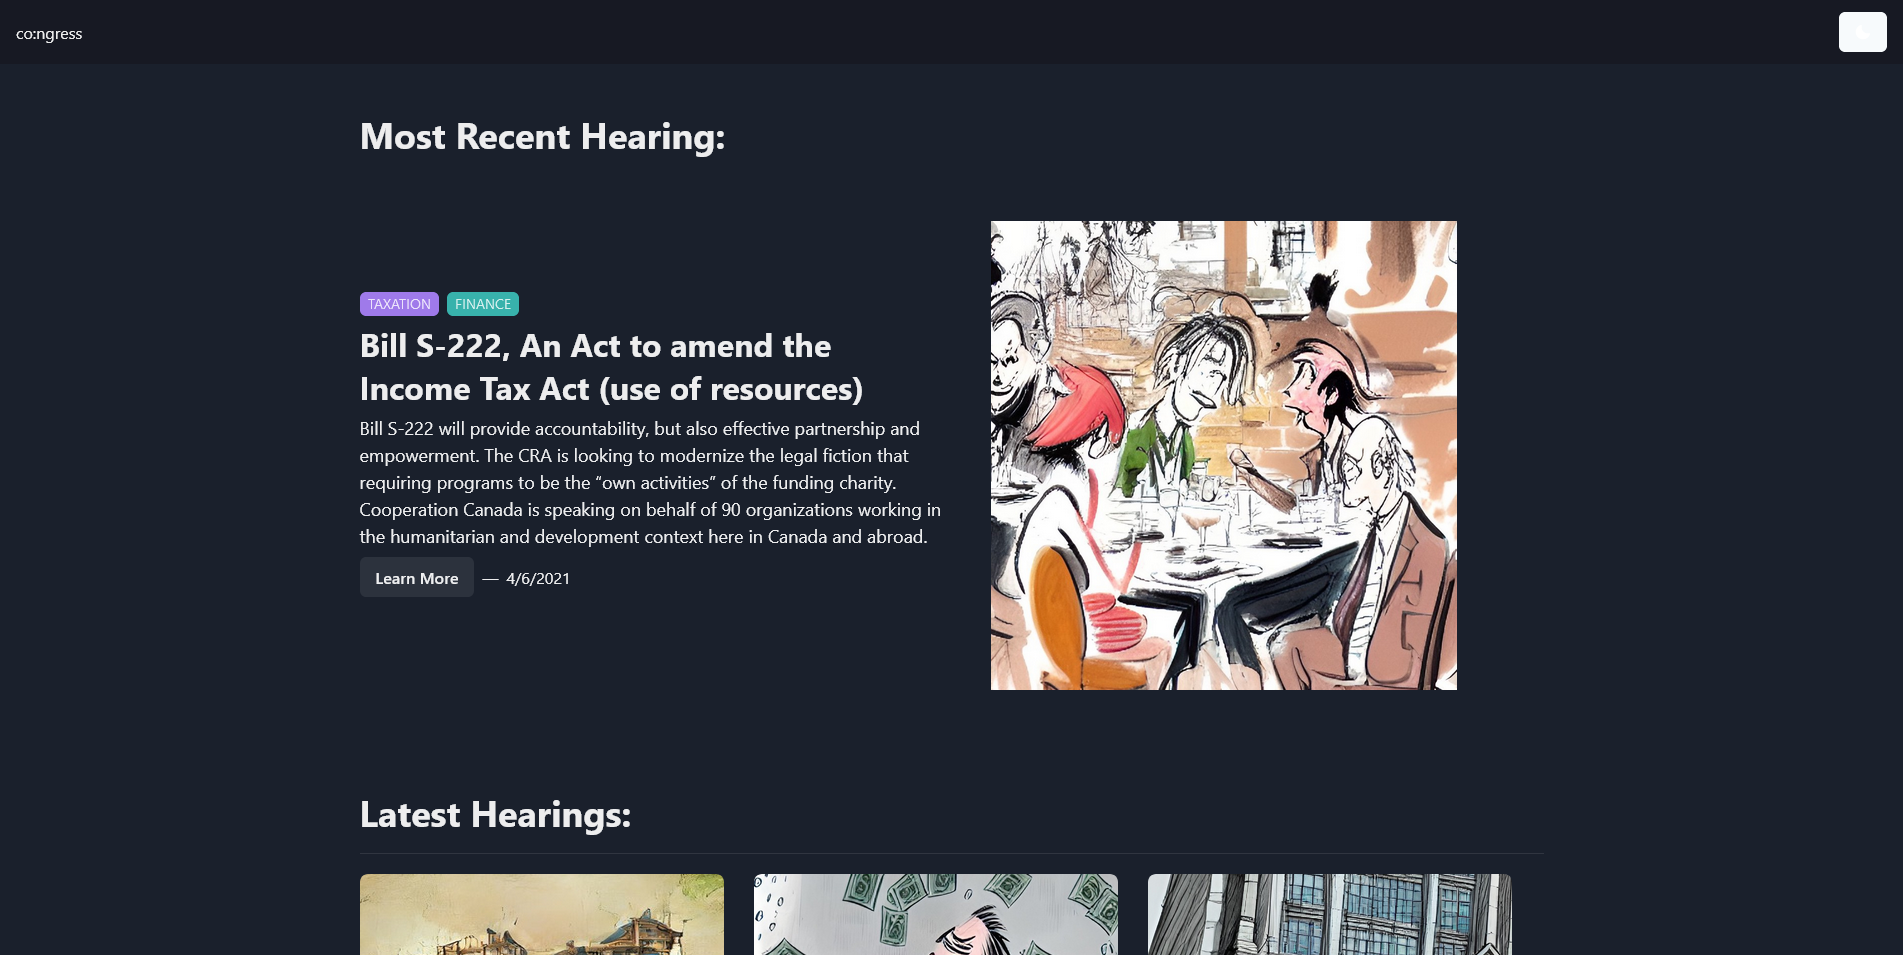 co:ngress
Most Recent Hearing:
TAXATION FINANCE
Bill S-222, An Act to amend the
Income Tax Act (use of resources)
Bill S-222 will provide accountability, but also effective partnership and
empowerment. The CRA is looking to modernize the legal fiction that
requiring programs to be the “own activities” of the funding charity.
Cooperation Canada is speaking on behalf of 90 organizations working in
the humanitarian and development context here in Canada and abroad.
Learn More — 4/6/2021
Latest Hearings: